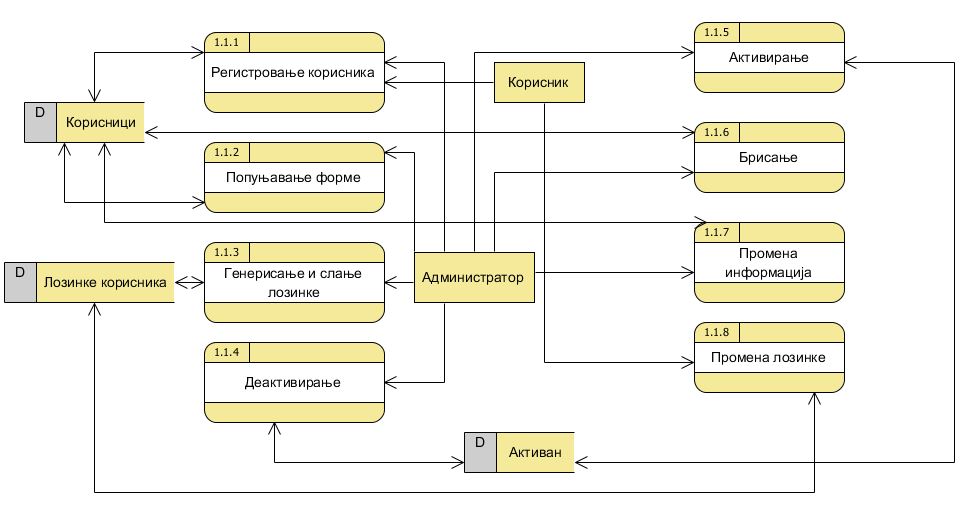 1.1.1
Регистровање корисника
D
Корисници
1.1.2
Попуњавање форме
1.1.3
Генерисање и слање
лозинке
D
Лозинке корисника
1.1.4
Деактивирање
Корисник
Администратор
D
Активан
1.1.5
Активирање
1.1.6
Брисање
1.1.7
Промена
информација
1.1.8
Промена лозинке